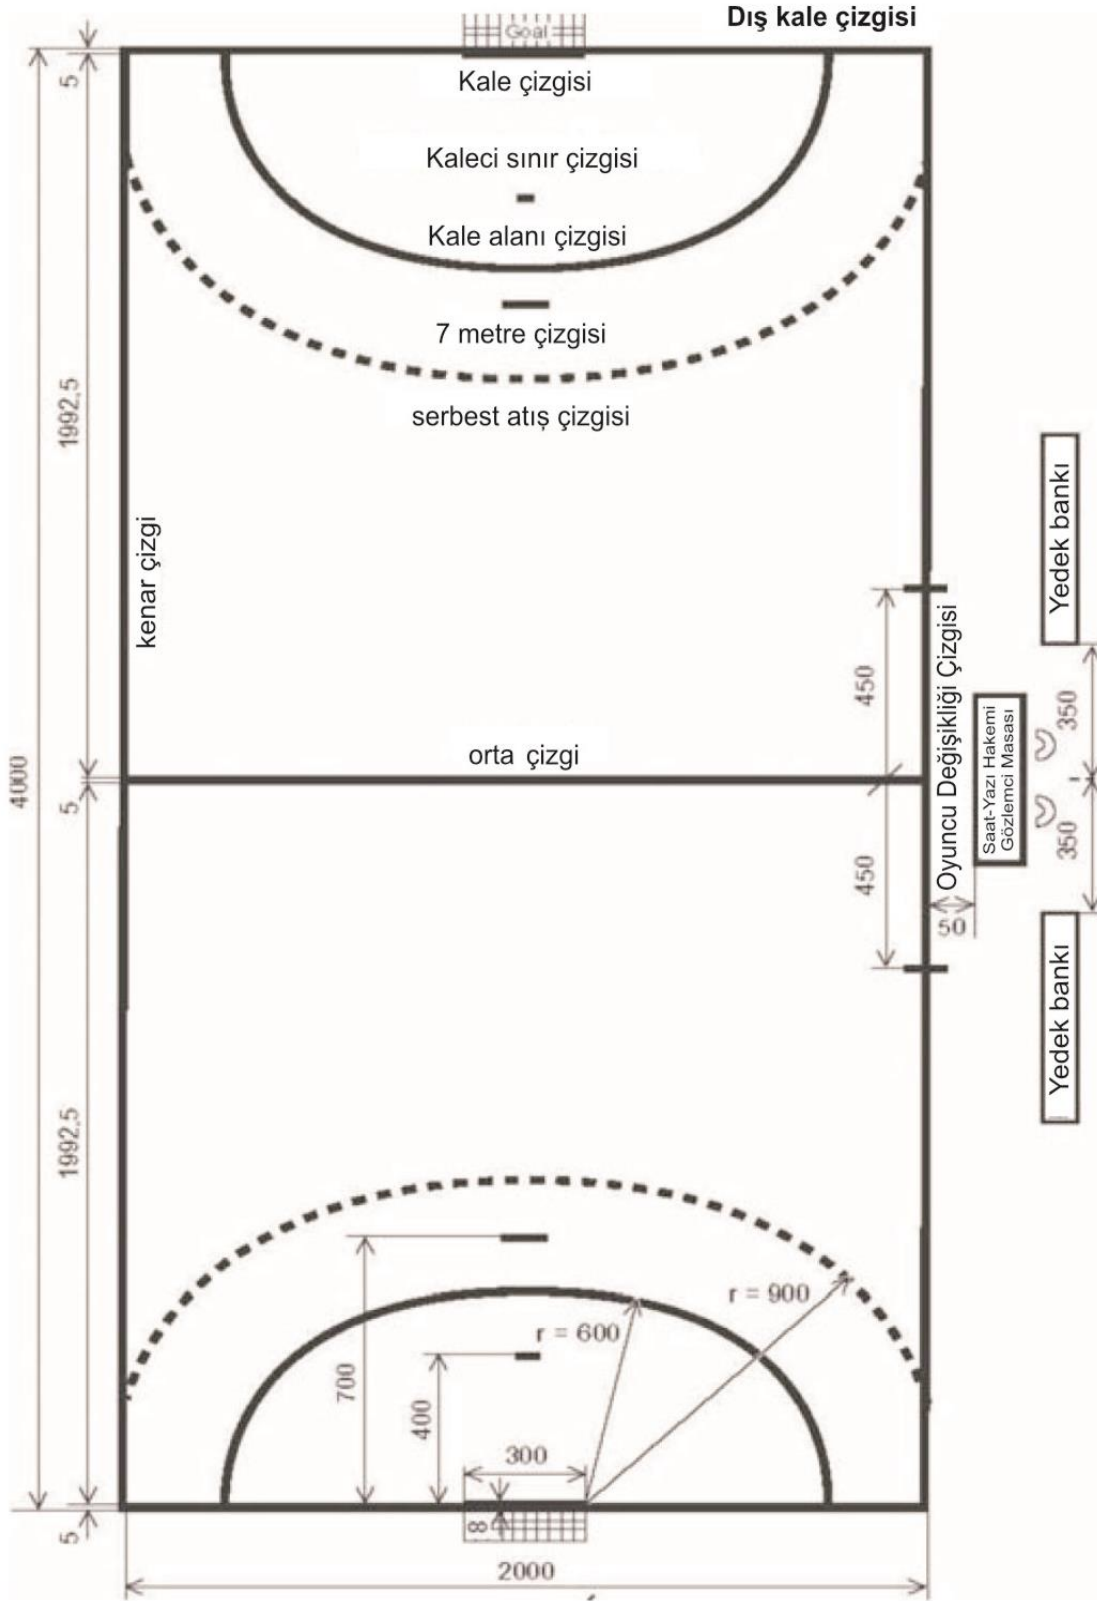 Dış kale çizgisi
Goal
Kale çizgisi
5
Kaleci sınır çizgisi
Kale alanı çizgisi
7 metre çizgisi
serbest atış çizgisi
1992,5
kenar çizgi
Yedek bankı
450
Oyuncu Değişikliği Çizgisi
350
Saat-Yazı Hakemi
Gözlemci Masası
orta çizgi
4000
5
450
350
50
Yedek bankı
1992,5
r = 900
r = 600
700
400
300
8
5
2000